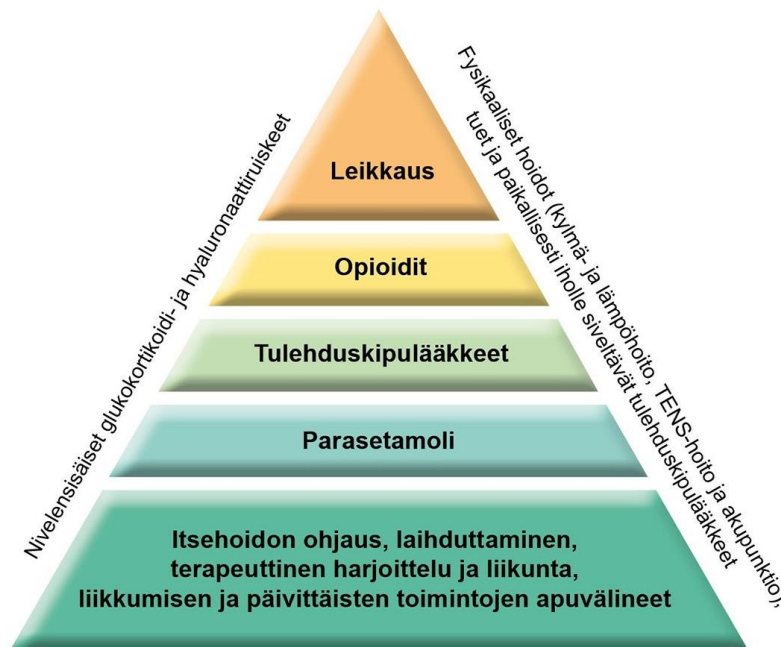 Leikkaus
Opioidit
Tulehduskipulääkkeet
Parasetamoli
Itsehoidon ohjaus, laihduttaminen,
terapeuttinen harjoittelu ja liikunta,
liikkumisen ja päivittäisten toimintojen apuvälineet
Nivelensisäiset glukokortikoidi- ja hyaluronaattiruiskeet
Fysikaaliset hoidot (kylmä- ja lämpöhoito, TENS-hoito ja akupunktio),
tuet ja paikallisesti iholle siveltävät tulehduskipulääkkeet